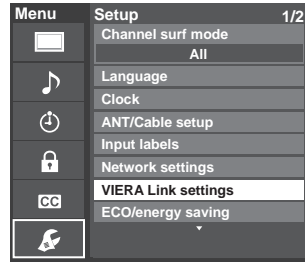 Menu
Setup 1/2
Channel surf mode
All
Language
Clock
ANT/Cable setup
Input labels
Network settings
VIERA Link settings
CC
ECO/energy saving